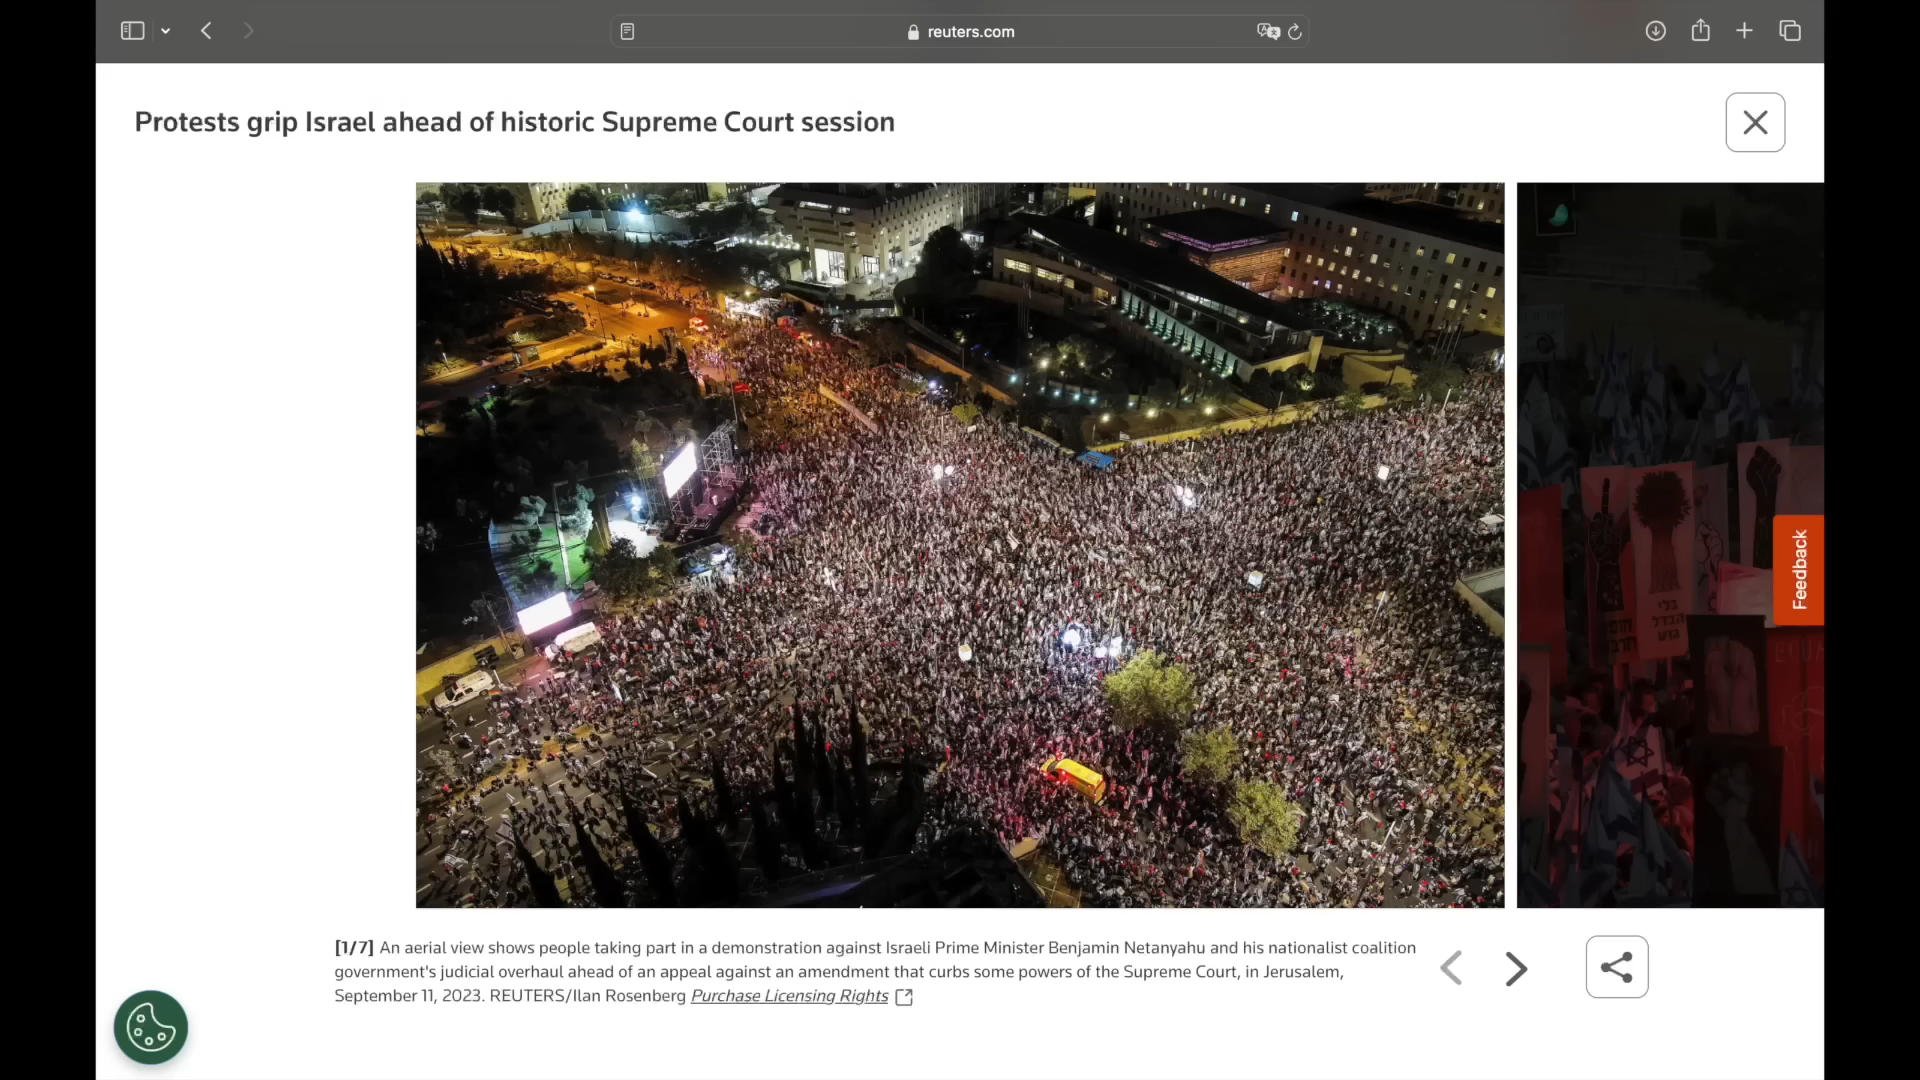 reuters.com
Protests grip Israel ahead of historic Supreme Court session
בלי
הבדל
גוש
Feedback
[1/7] An aerial view shows people taking part in a demonstration against Israeli Prime Minister Benjamin Netanyahu and his nationalist coalition
government's judicial overhaul ahead of an appeal against an amendment that curbs some powers of the Supreme Court, in Jerusalem,
September 11, 2023. REUTERS/Ilan Rosenberg Purchase Licensing Rights